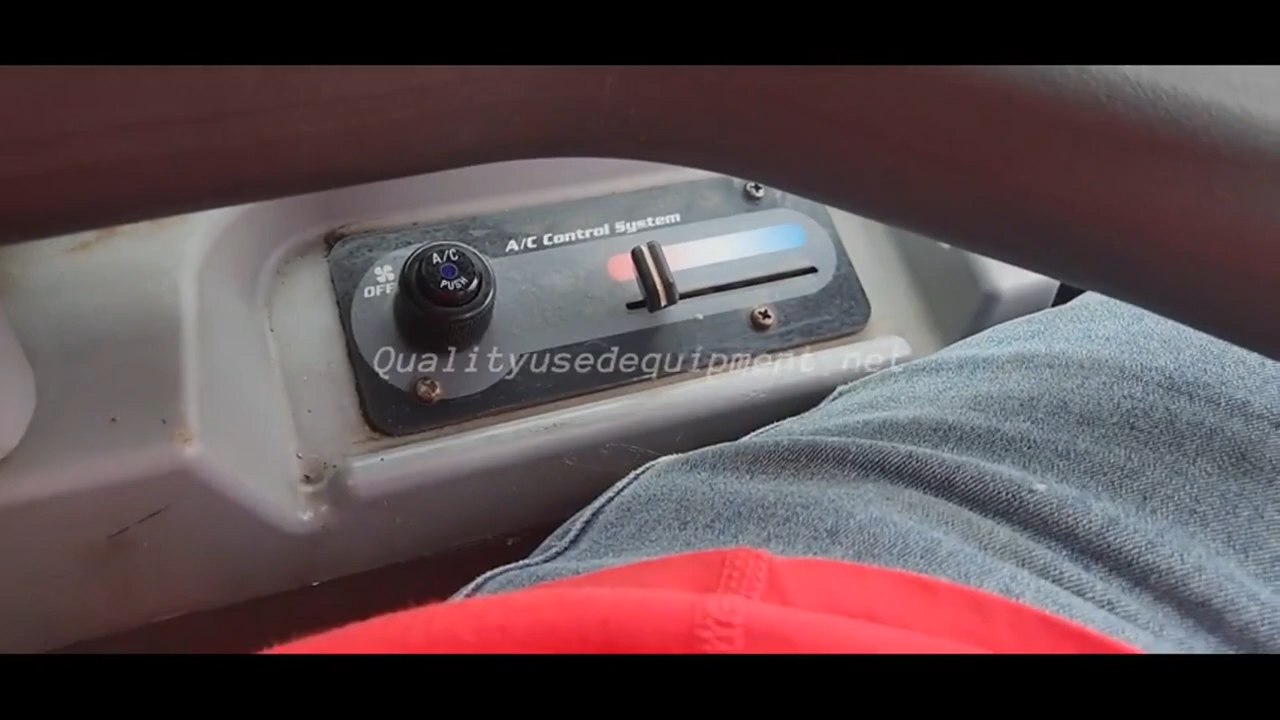 A/C Control System
A/C
PUSH
OFF
Qualityusedequipment.net